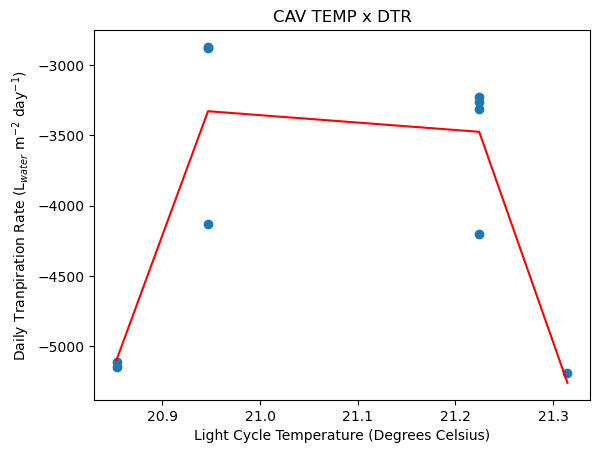 CAV TEMP x DTR
Daily Tranpiration Rate (L_water m⁻² day⁻¹)
−3000
−3500
−4000
−4500
−5000
20.9 21.0 21.1 21.2 21.3
Light Cycle Temperature (Degrees Celsius)